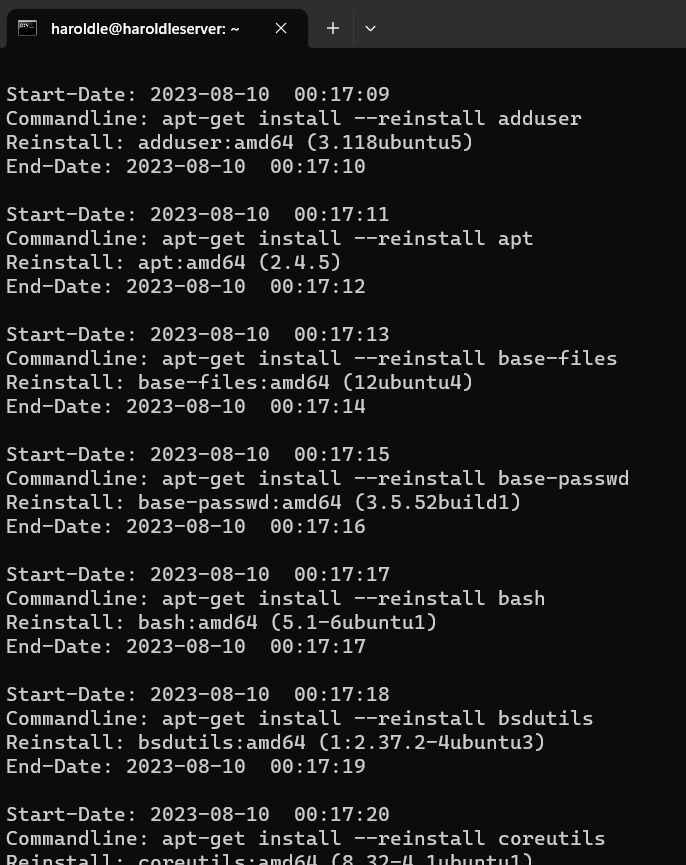 haroldle@haroldleserver: ~
Start-Date: 2023-08-10  00:17:09
Commandline: apt-get install --reinstall adduser
Reinstall: adduser:amd64 (3.118ubuntu5)
End-Date: 2023-08-10  00:17:10
Start-Date: 2023-08-10  00:17:11
Commandline: apt-get install --reinstall apt
Reinstall: apt:amd64 (2.4.5)
End-Date: 2023-08-10  00:17:12
Start-Date: 2023-08-10  00:17:13
Commandline: apt-get install --reinstall base-files
Reinstall: base-files:amd64 (12ubuntu4)
End-Date: 2023-08-10  00:17:14
Start-Date: 2023-08-10  00:17:15
Commandline: apt-get install --reinstall base-passwd
Reinstall: base-passwd:amd64 (3.5.52build1)
End-Date: 2023-08-10  00:17:16
Start-Date: 2023-08-10  00:17:17
Commandline: apt-get install --reinstall bash
Reinstall: bash:amd64 (5.1-6ubuntu1)
End-Date: 2023-08-10  00:17:17
Start-Date: 2023-08-10  00:17:18
Commandline: apt-get install --reinstall bsdutils
Reinstall: bsdutils:amd64 (1:2.37.2-4ubuntu3)
End-Date: 2023-08-10  00:17:19
Start-Date: 2023-08-10  00:17:20
Commandline: apt-get install --reinstall coreutils
Reinstall: coreutils:amd64 (8.32-4.1ubuntu1)